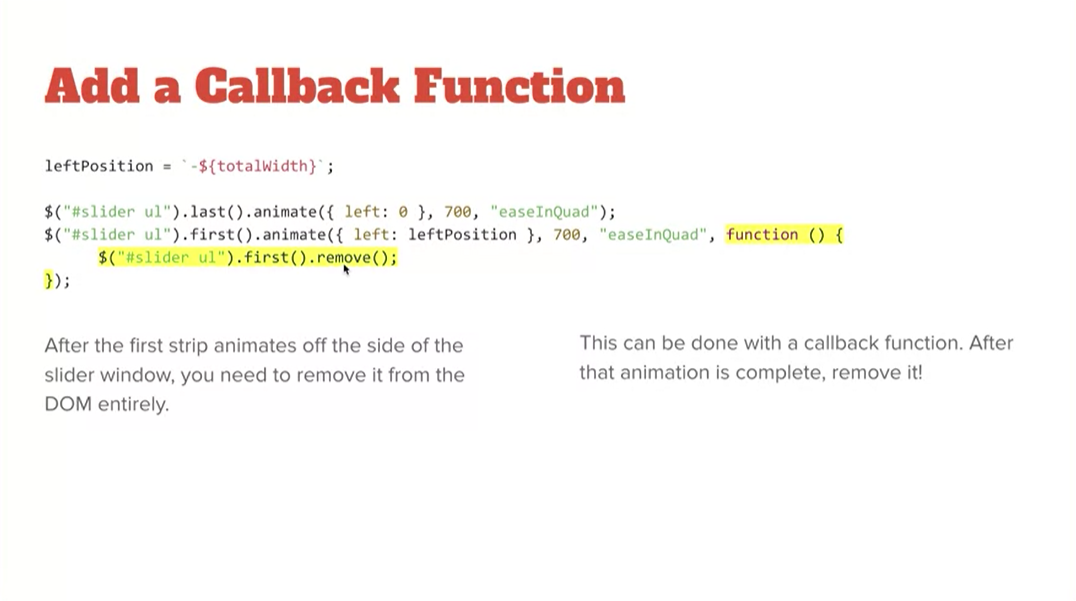 Add a Callback Function
leftPosition = `-${totalWidth}`;
$("#slider ul").last().animate({ left: 0 }, 700, "easeInQuad");
$("#slider ul").first().animate({ left: leftPosition }, 700, "easeInQuad", function () {
$("#slider ul").first().remove();
});
After the first strip animates off the side of the
slider window, you need to remove it from the
DOM entirely.
This can be done with a callback function. After
that animation is complete, remove it!